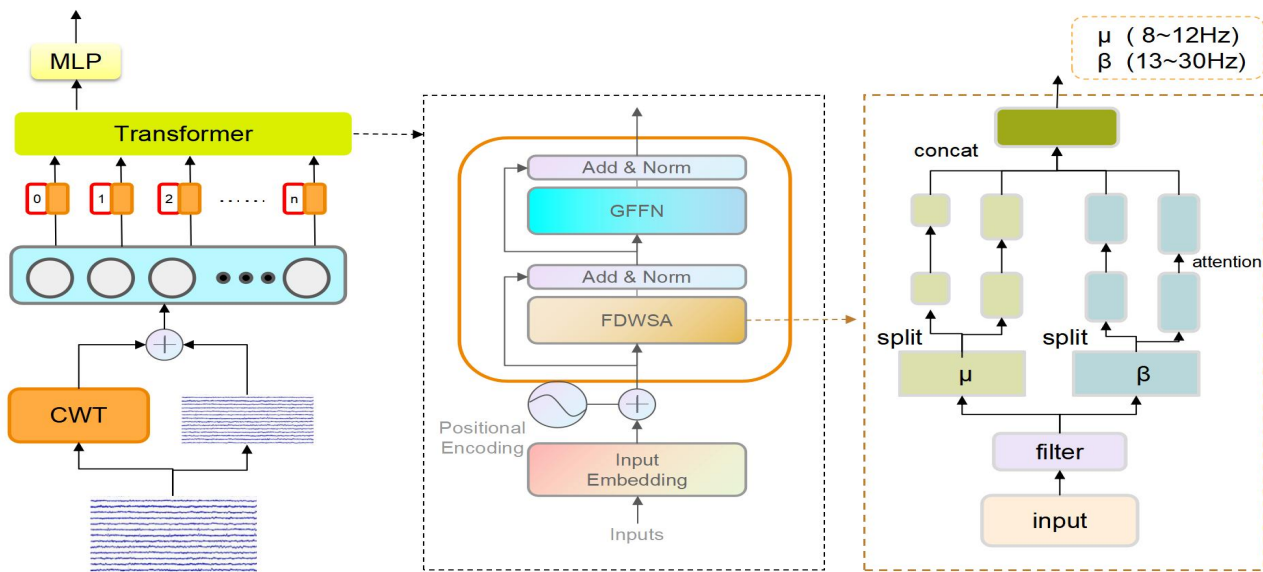 MLP
Transformer
0
1
2
......
n
CWT
Add & Norm
GFFN
Add & Norm
FDWSA
Positional
Encoding
Input
Embedding
Inputs
μ ( 8~12Hz)
β (13~30Hz)
concat
attention
split
split
μ
β
filter
input